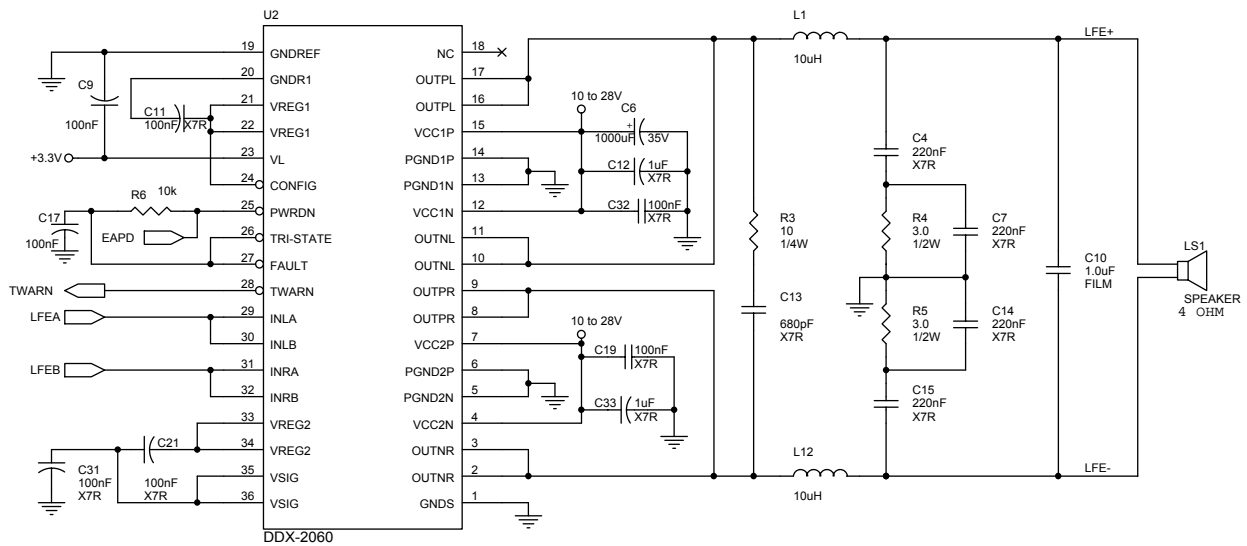 U2
L1
19 GNDREF
NC 18
LFE+
10uH
20 GNDR1
OUTPL 17
C9
10 to 28V
21 VREG1
OUTPL 16
C11
100nF X7R
C6
22 VREG1
VCC1P 15
+
1000uF 35V
100nF
C4
220nF
X7R
+3.3V
23 VL
PGND1P 14
C12 1uF
X7R
24 CONFIG
PGND1N 13
R6 10k
25 PWRDN
VCC1N 12
C32 100nF
X7R
C17
100nF
EAPD
26 TRI-STATE
OUTNL 11
R3
10
1/4W
R4
3.0
1/2W
C7
220nF
X7R
27 FAULT
OUTNL 10
LS1
C10
1.0uF
FILM
TWARN
28 TWARN
OUTPR 9
SPEAKER
4 OHM
LFEA
29 INLA
OUTPR 8
C13
680pF
X7R
R5
3.0
1/2W
C14
220nF
X7R
10 to 28V
30 INLB
VCC2P 7
C19 100nF
X7R
LFEB
31 INRA
PGND2P 6
32 INRB
PGND2N 5
C15
220nF
X7R
33 VREG2
VCC2N 4
C33 1uF
X7R
C21
34 VREG2
OUTNR 3
L12
LFE-
C31
100nF
X7R
100nF
X7R
35 VSIG
OUTNR 2
10uH
36 VSIG
GNDS 1
DDX-2060